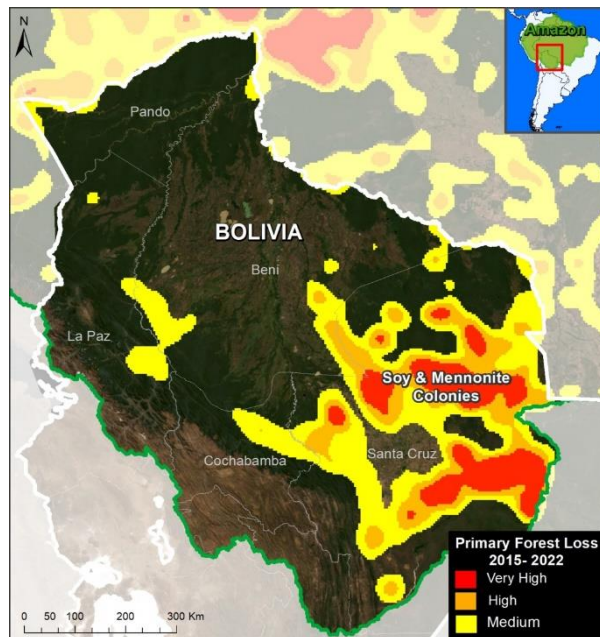 N
Amazon
Pando
BOLIVIA
Beni
La Paz
Soy & Mennonite
Colonies
Santa Cruz
Cochabamba
Primary Forest Loss
2015- 2022
Very High
High
Medium
0 50 100 200 300 Km